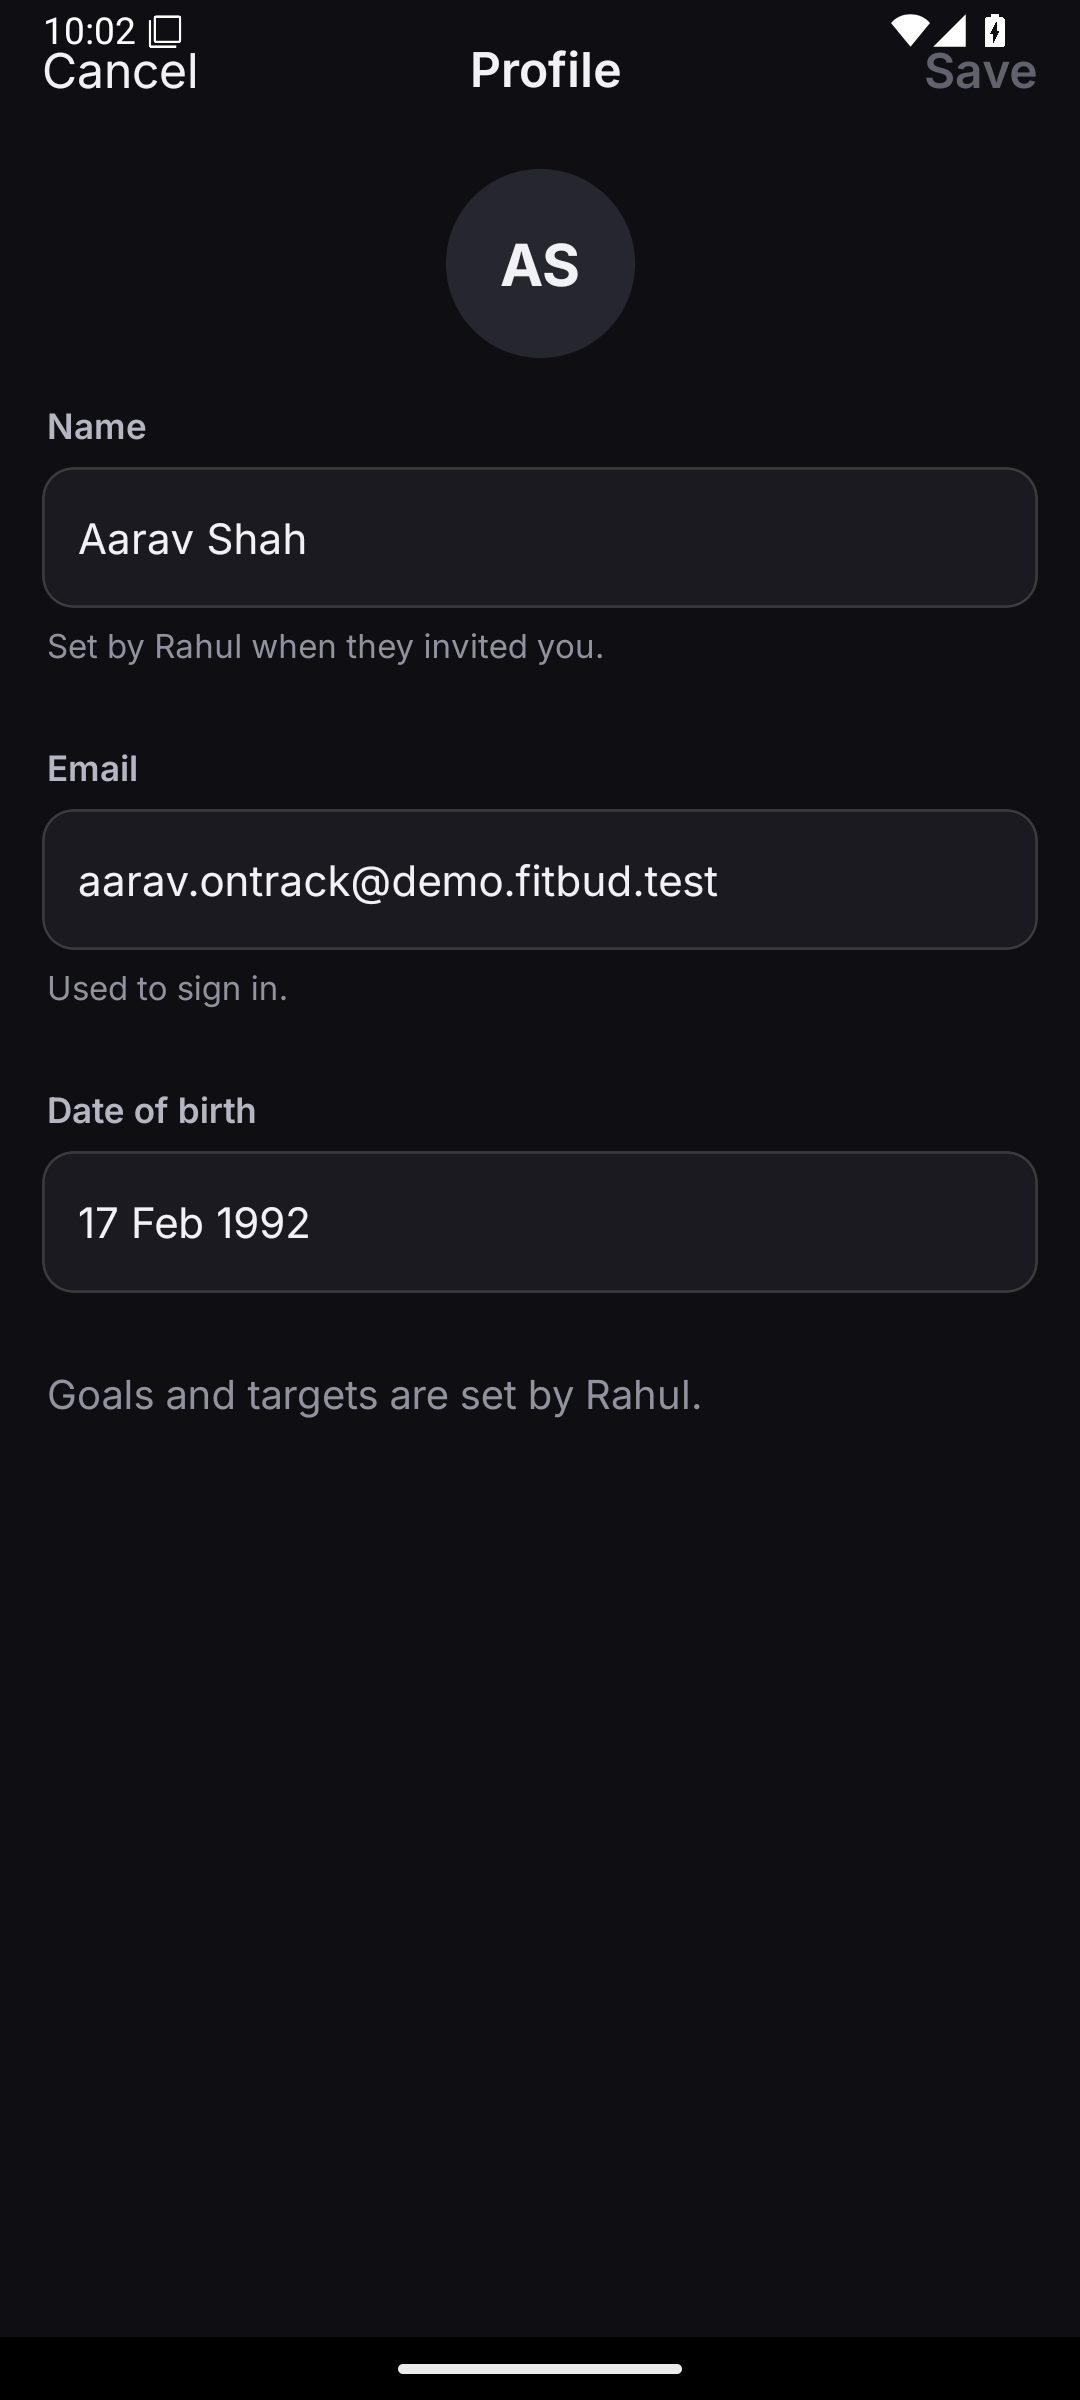 10:02
Cancel Profile Save
AS
Name
Aarav Shah
Set by Rahul when they invited you.
Email
aarav.ontrack@demo.fitbud.test
Used to sign in.
Date of birth
17 Feb 1992
Goals and targets are set by Rahul.